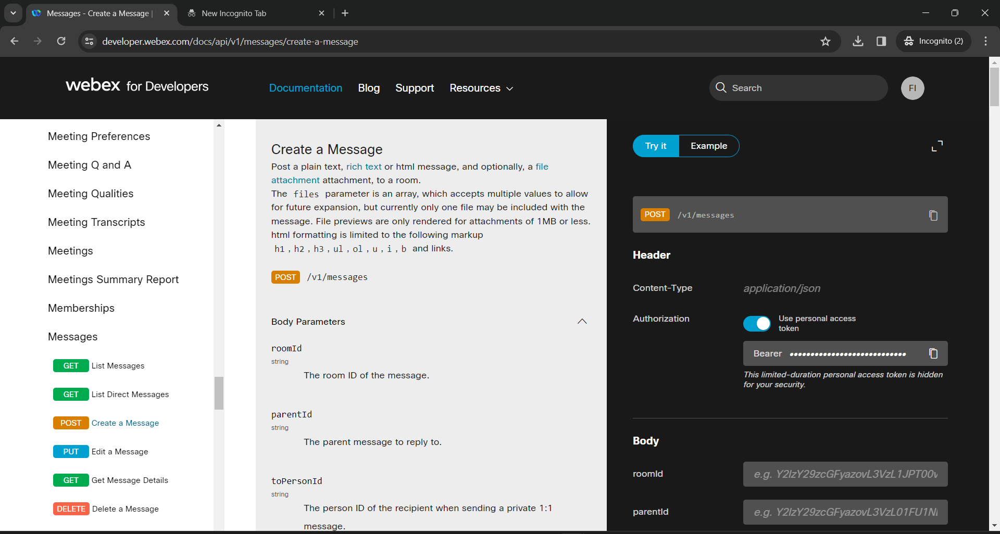 Messages - Create a Message |
New Incognito Tab
developer.webex.com/docs/api/v1/messages/create-a-message
Incognito (2)
webex for Developers
Documentation
Blog
Support
Resources
Search
FI
Meeting Preferences
Meeting Q and A
Meeting Qualities
Meeting Transcripts
Meetings
Meetings Summary Report
Memberships
Messages
GET List Messages
GET List Direct Messages
POST Create a Message
PUT Edit a Message
GET Get Message Details
DELETE Delete a Message
Create a Message
Post a plain text, rich text or html message, and optionally, a file
attachment attachment, to a room.
The files parameter is an array, which accepts multiple values to allow
for future expansion, but currently only one file may be included with the
message. File previews are only rendered for attachments of 1MB or less.
html formatting is limited to the following markup
h1 , h2 , h3 , ul , ol , u , i , b and links.
POST /v1/messages
Body Parameters
roomId
string
The room ID of the message.
parentId
string
The parent message to reply to.
toPersonId
string
The person ID of the recipient when sending a private 1:1
message.
Try it
Example
POST /v1/messages
Header
Content-Type
application/json
Authorization
Use personal access
token
Bearer ••••••••••••••••••••••••••••
This limited-duration personal access token is hidden
for your security.
Body
roomId
e.g. Y2lzY29zcGFyazovL3VzL1JPT00v
parentId
e.g. Y2lzY29zcGFyazovL3VzL01FU1N